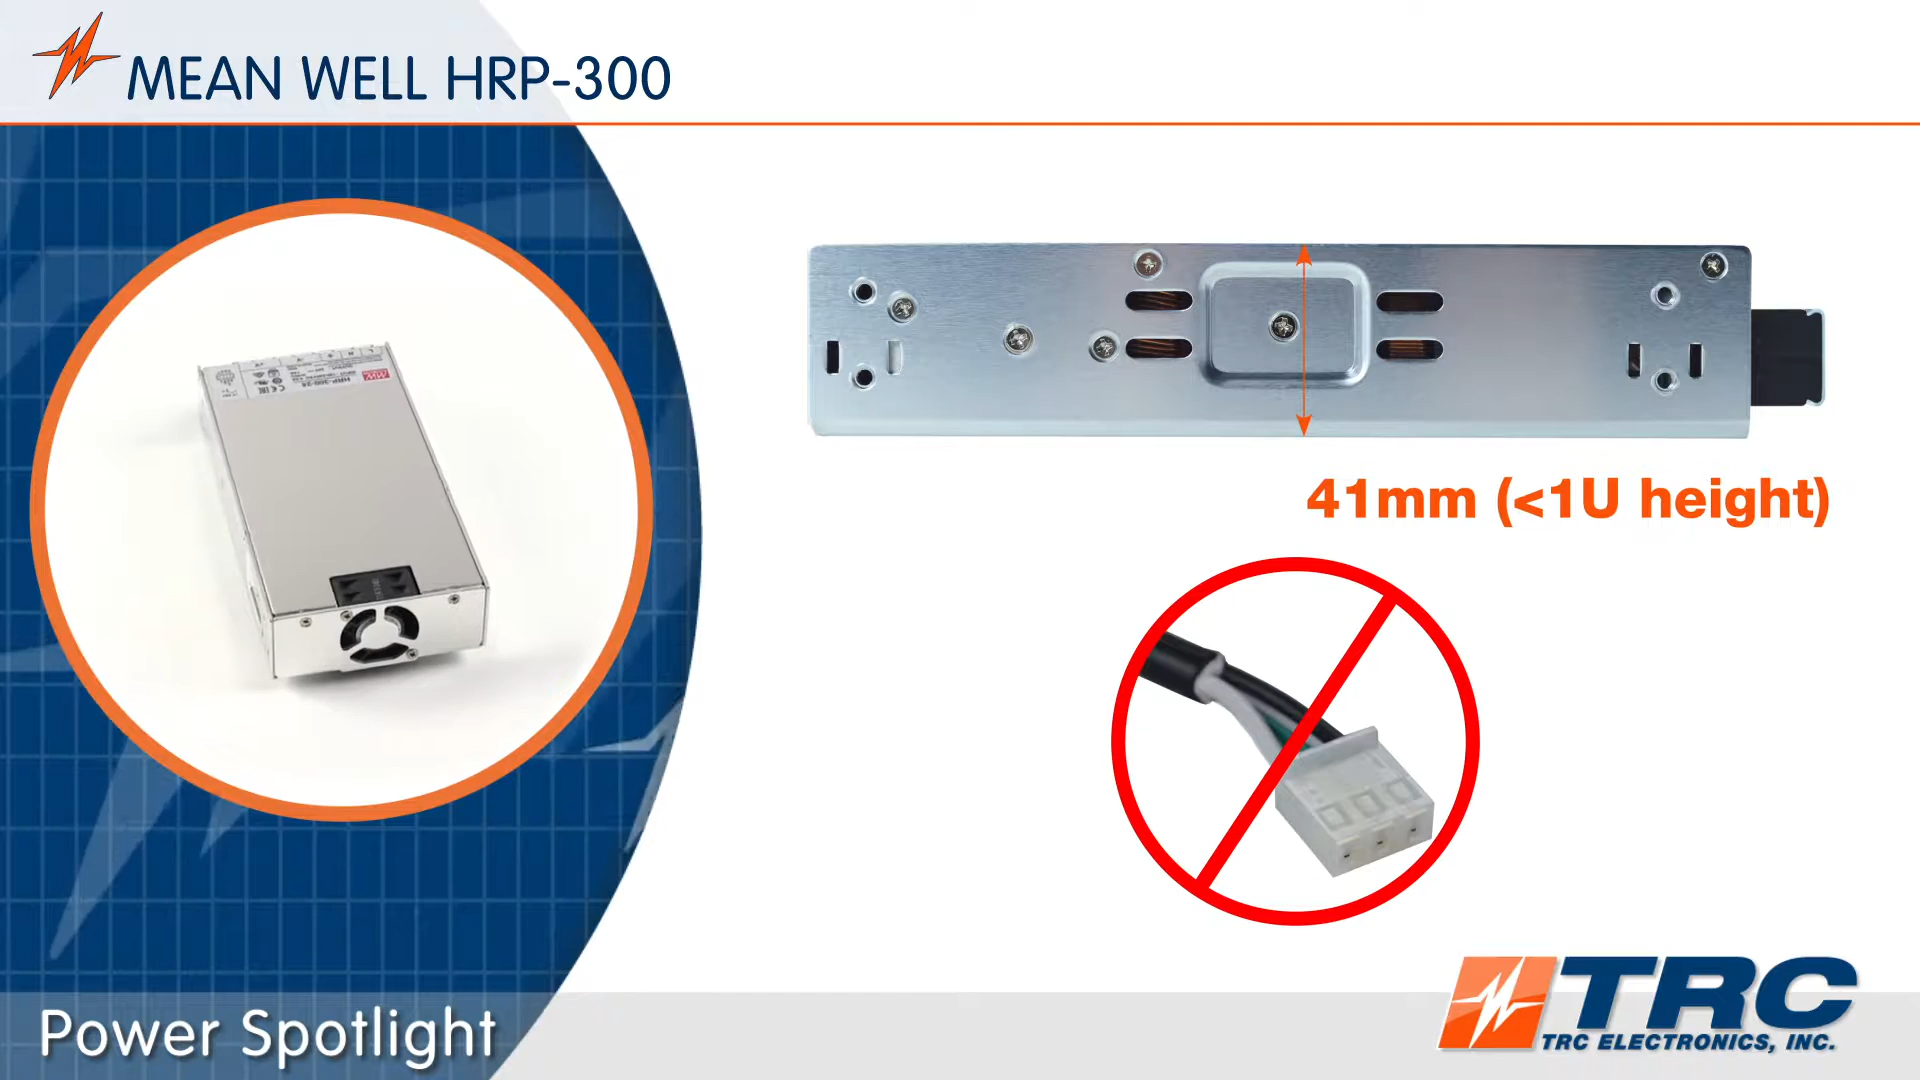 MEAN WELL HRP-300
41mm (<1U height)
Power Spotlight
TRC
TRC ELECTRONICS, INC.